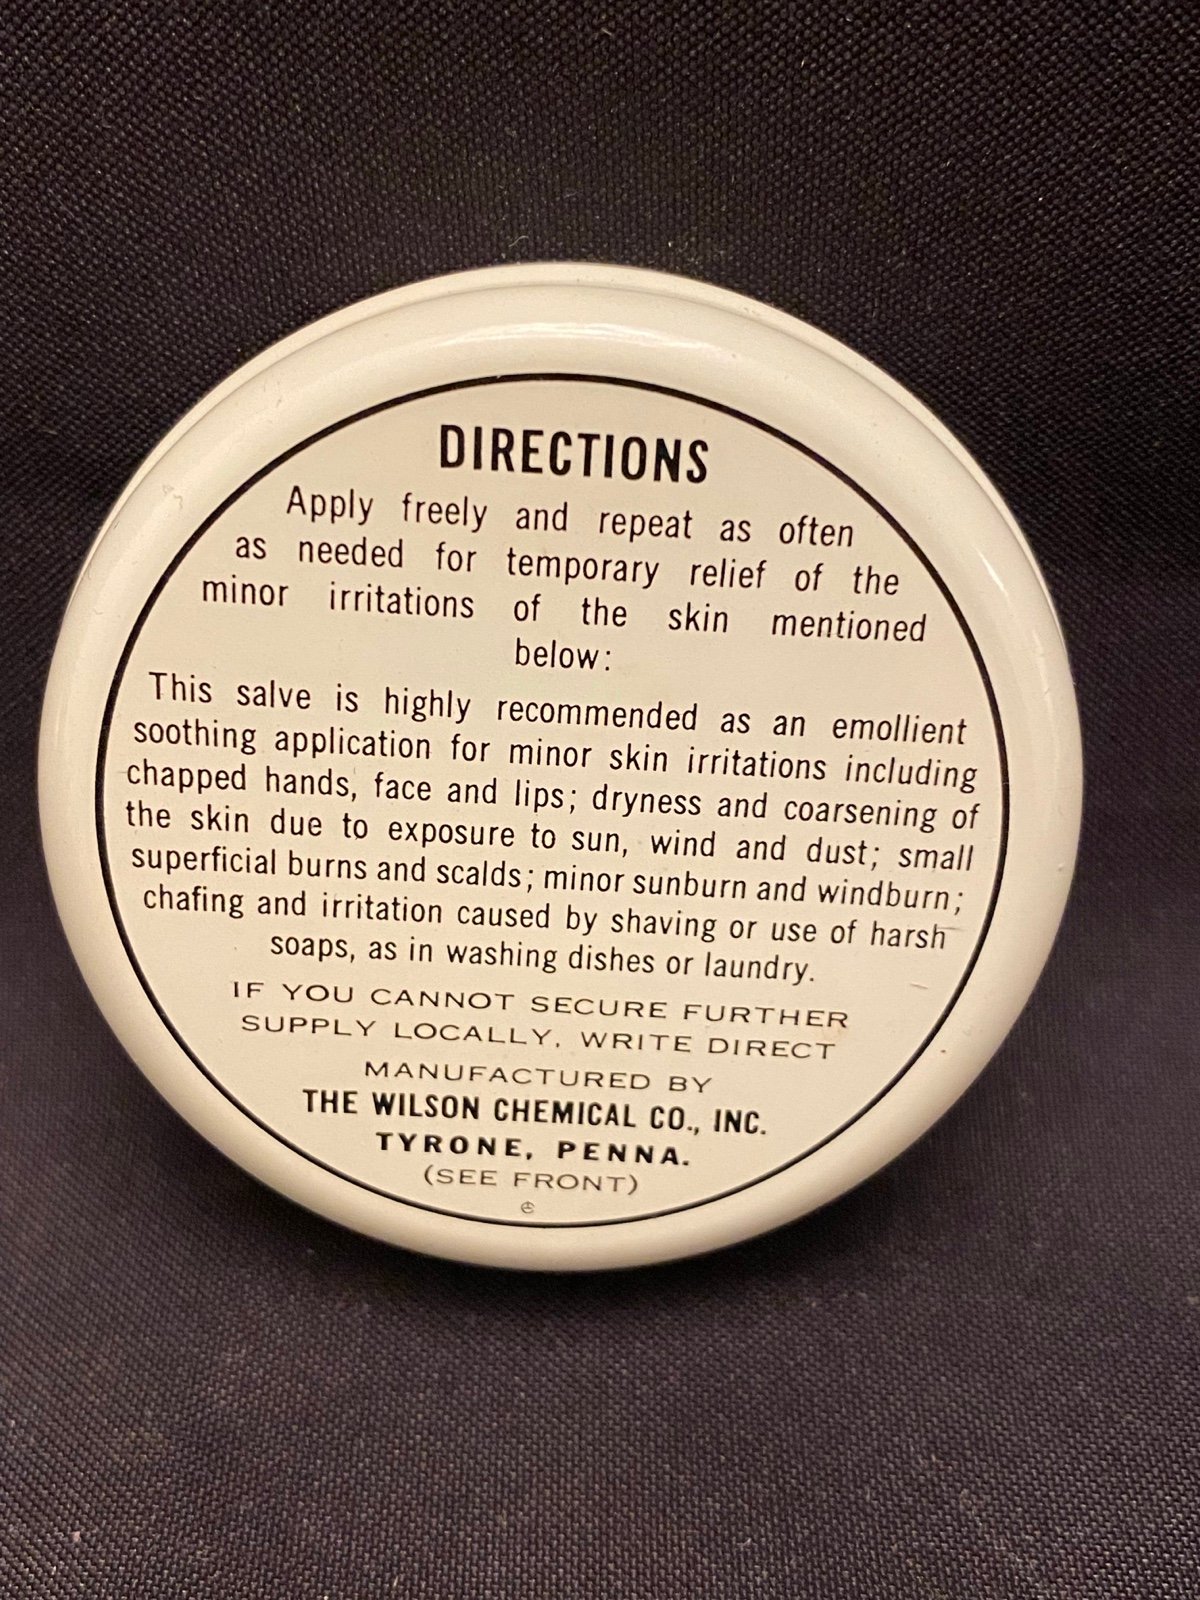 DIRECTIONS
Apply freely and repeat as often
as needed for temporary relief of the
minor irritations of the skin mentioned
below:
This salve is highly recommended as an emollient
soothing application for minor skin irritations including
chapped hands, face and lips; dryness and coarsening of
the skin due to exposure to sun, wind and dust; small
superficial burns and scalds; minor sunburn and windburn;
chafing and irritation caused by shaving or use of harsh
soaps, as in washing dishes or laundry.
IF YOU CANNOT SECURE FURTHER
SUPPLY LOCALLY, WRITE DIRECT
MANUFACTURED BY
THE WILSON CHEMICAL CO., INC.
TYRONE, PENNA.
(SEE FRONT)